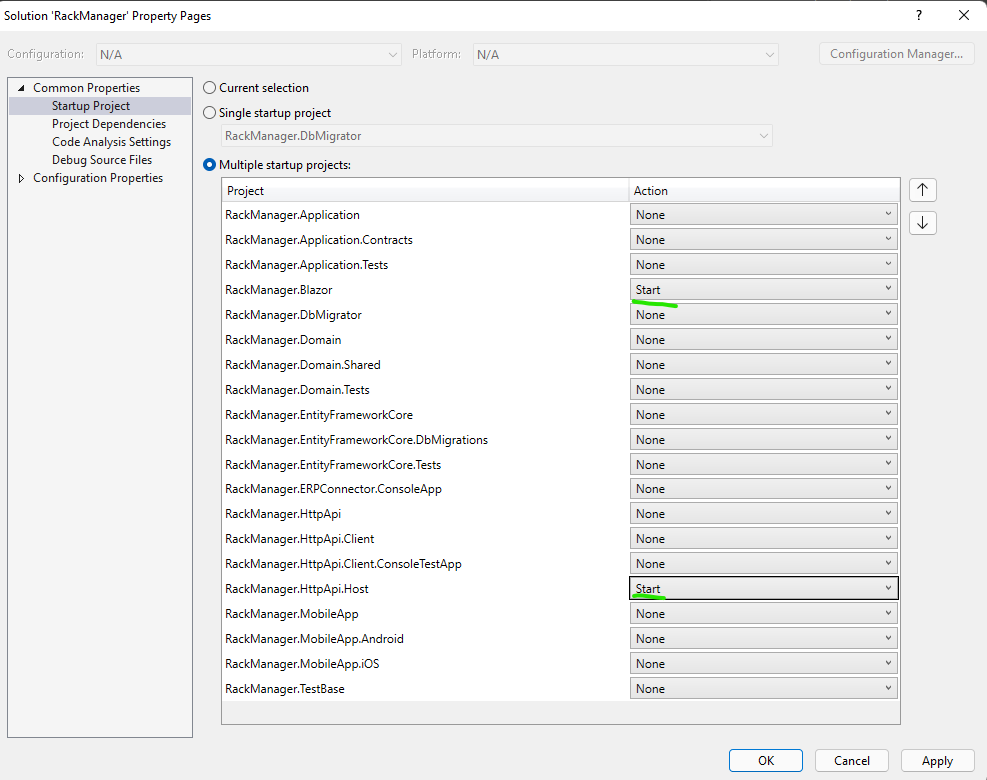 Solution 'RackManager' Property Pages
?
Configuration: N/A Platform: N/A Configuration Manager...
Common Properties
Startup Project
Project Dependencies
Code Analysis Settings
Debug Source Files
Configuration Properties
Current selection
Single startup project
RackManager.DbMigrator
Multiple startup projects:
Project Action
RackManager.Application None
RackManager.Application.Contracts None
RackManager.Application.Tests None
RackManager.Blazor Start
RackManager.DbMigrator None
RackManager.Domain None
RackManager.Domain.Shared None
RackManager.Domain.Tests None
RackManager.EntityFrameworkCore None
RackManager.EntityFrameworkCore.DbMigrations None
RackManager.EntityFrameworkCore.Tests None
RackManager.ERPConnector.ConsoleApp None
RackManager.HttpApi None
RackManager.HttpApi.Client None
RackManager.HttpApi.Client.ConsoleTestApp None
RackManager.HttpApi.Host Start
RackManager.MobileApp None
RackManager.MobileApp.Android None
RackManager.MobileApp.iOS None
RackManager.TestBase None
OK Cancel Apply